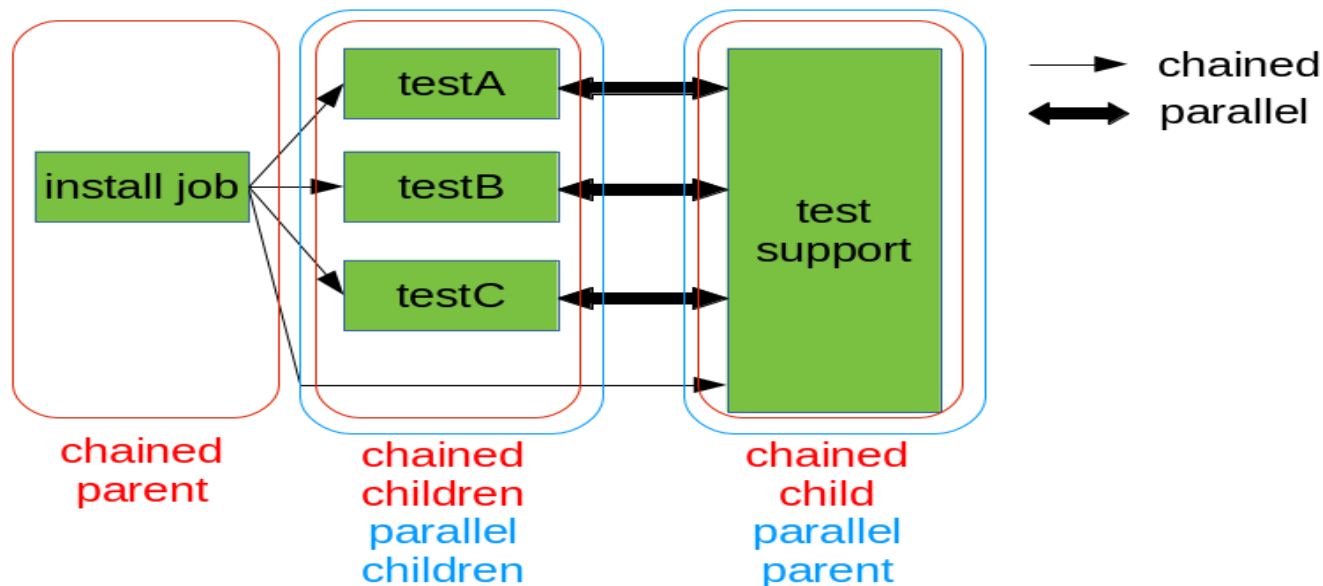 testA
chained
parallel
install job
testB
test
support
testC
chained
parent
chained
children
parallel
children
chained
child
parallel
parent